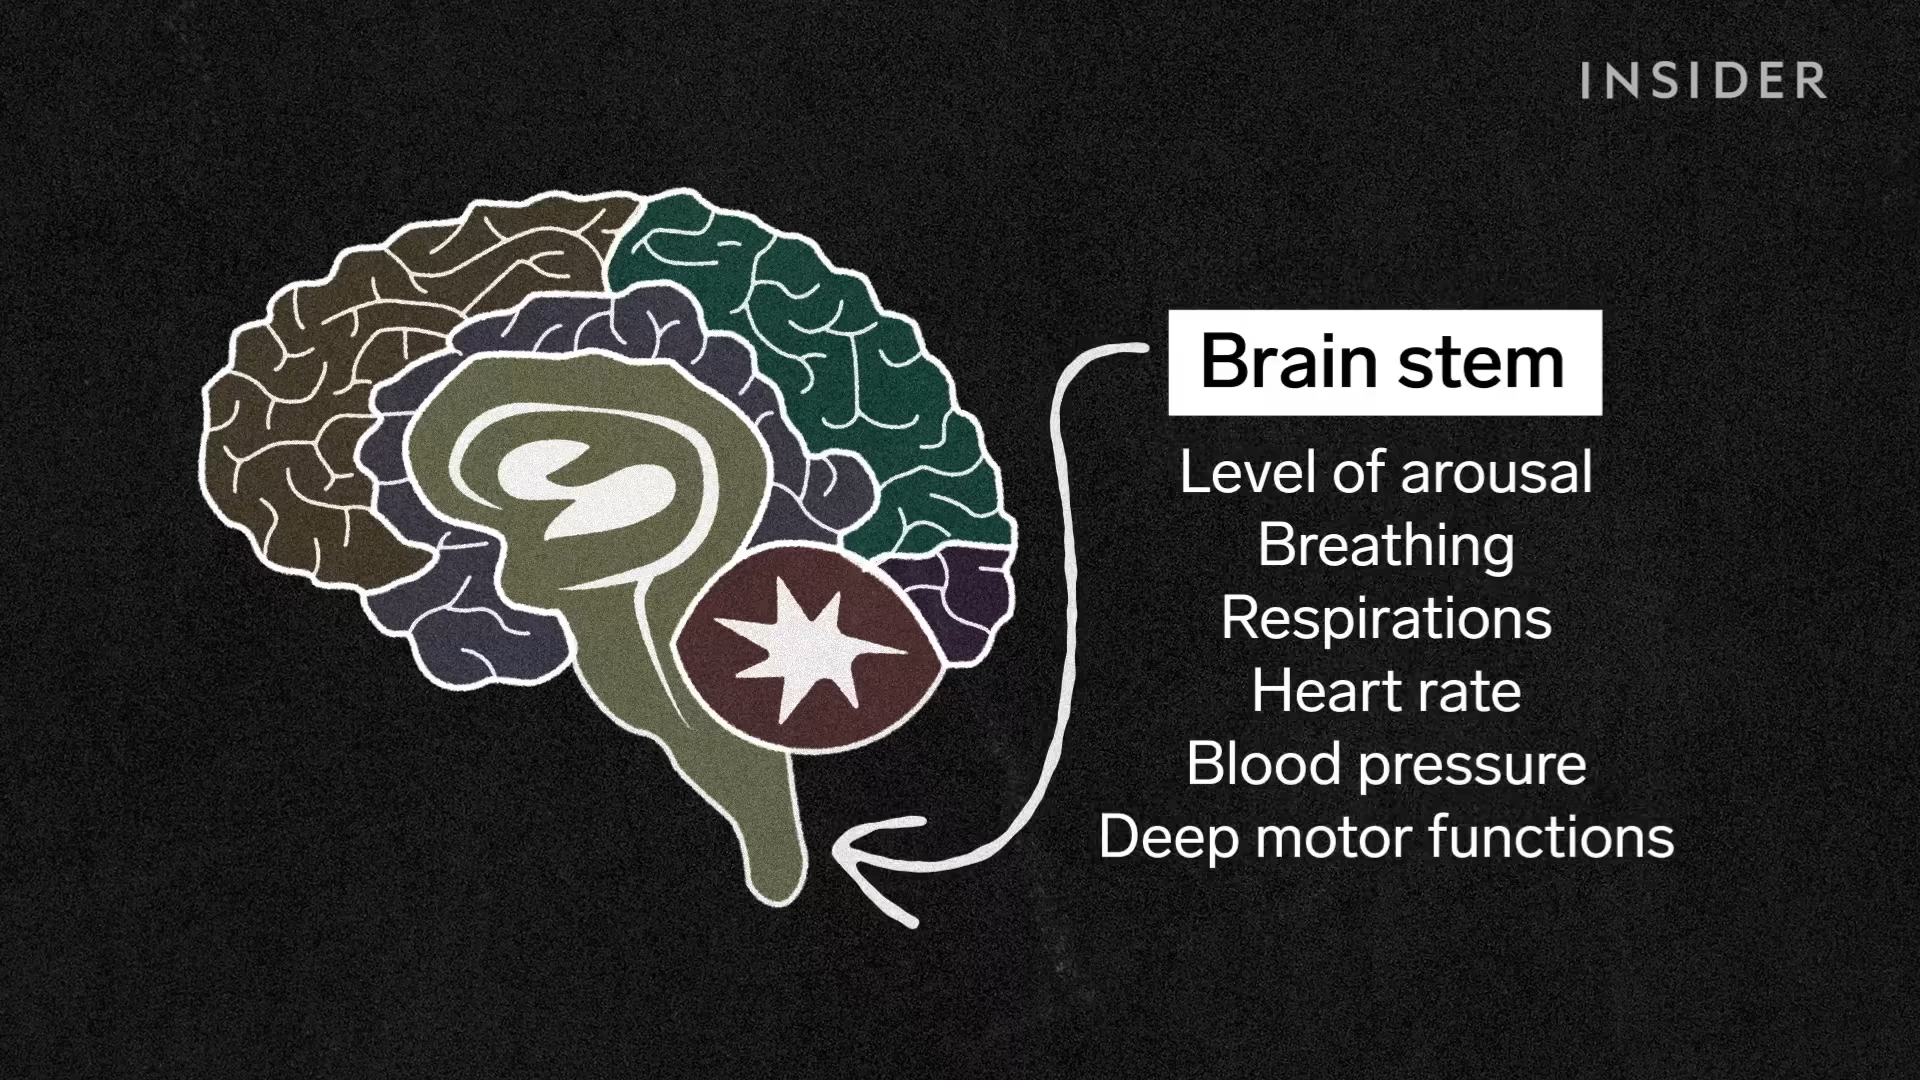 INSIDER
Brain stem
Level of arousal
Breathing
Respirations
Heart rate
Blood pressure
Deep motor functions